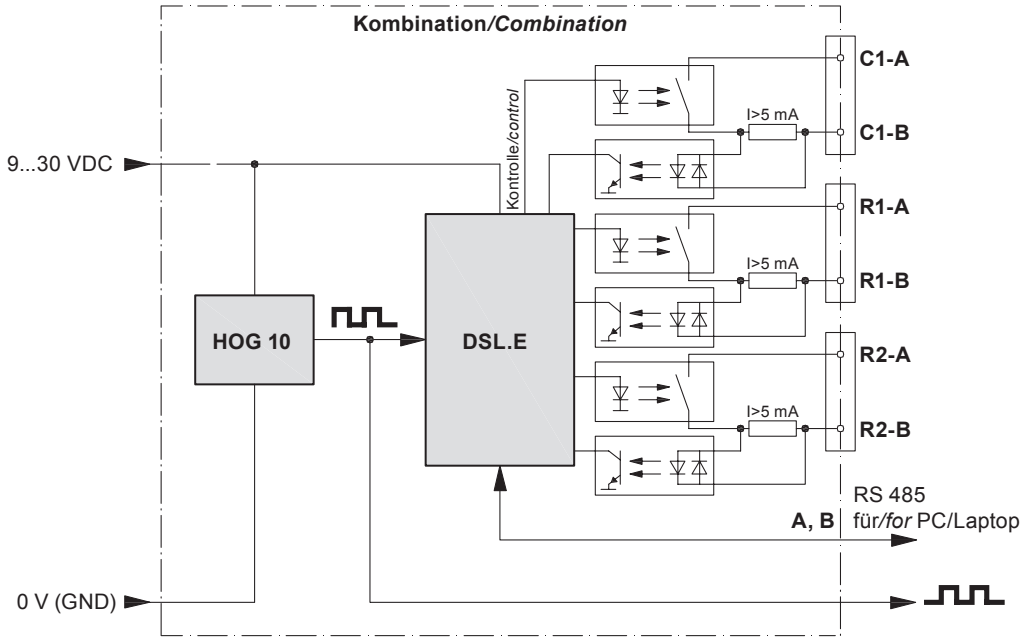 Kombination/Combination
C1-A
Kontrolle/control
I>5 mA
C1-B
9...30 VDC
R1-A
I>5 mA
R1-B
HOG 10
DSL.E
R2-A
I>5 mA
R2-B
RS 485
A, B für/for PC/Laptop
0 V (GND)